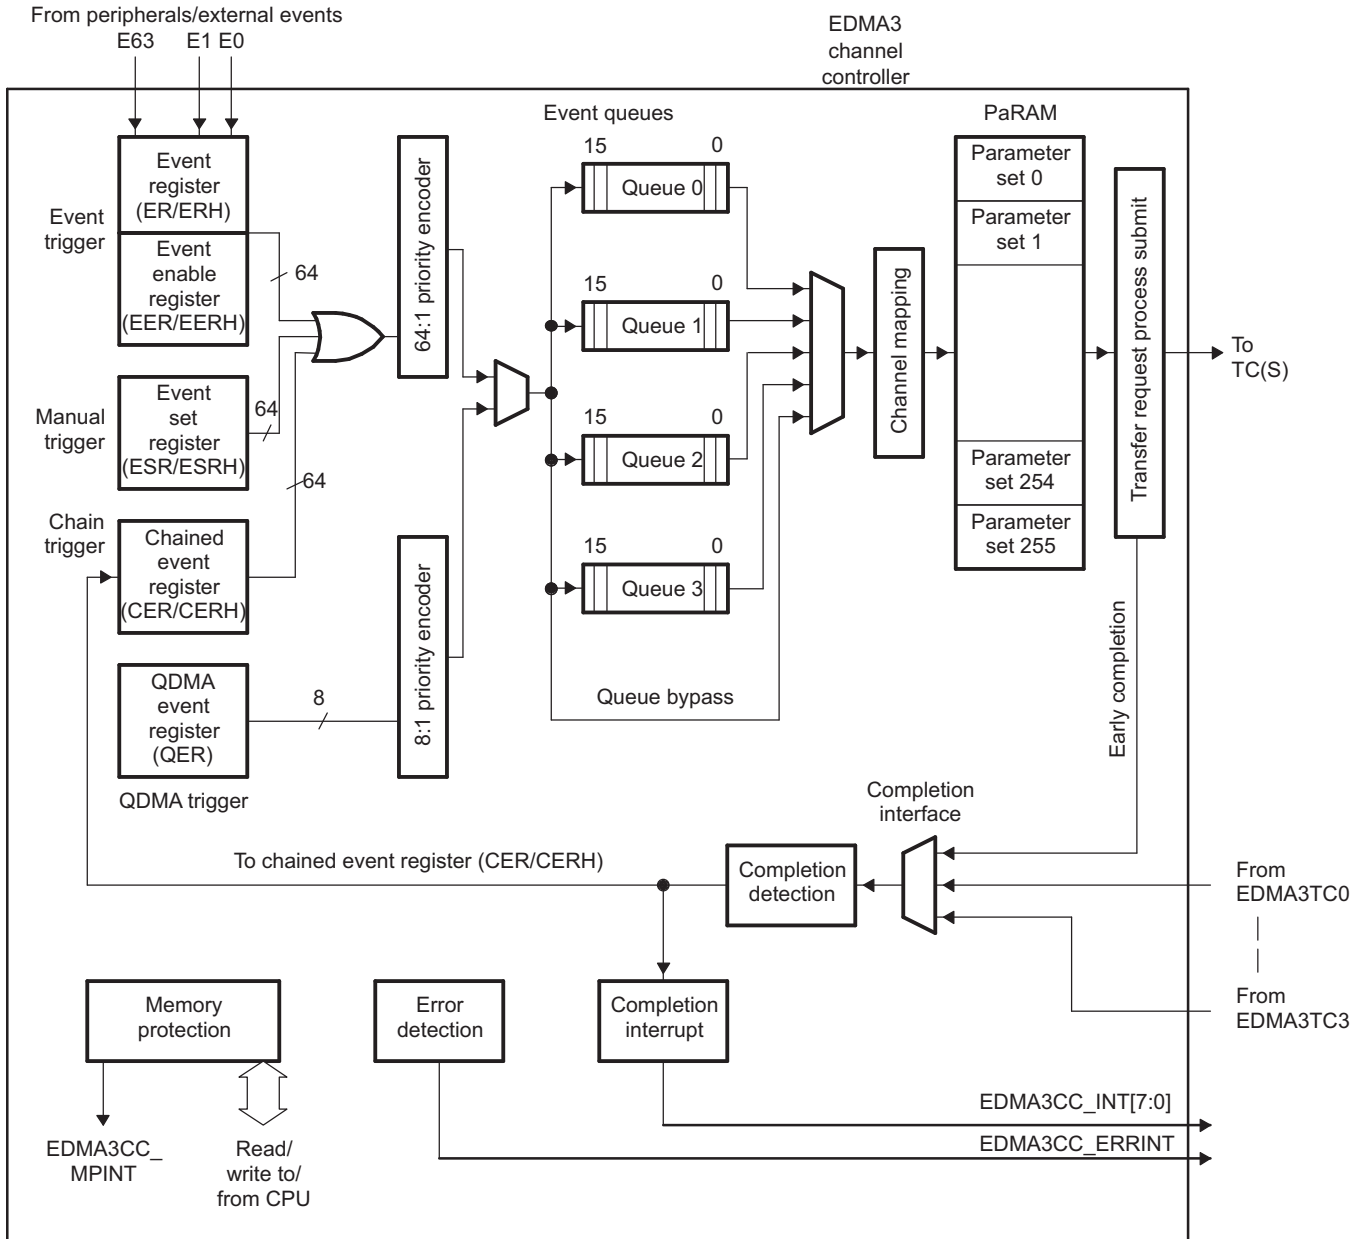 From peripherals/external events
E63 E1 E0
EDMA3
channel
controller
Event queues
PaRAM
Event
trigger
Event
register
(ER/ERH)
Event
enable
register
(EER/EERH)
64
Manual
trigger
Event
set
register
(ESR/ESRH)
64
Chain
trigger
Chained
event
register
(CER/CERH)
64
QDMA
event
register
(QER)
8
QDMA trigger
64:1 priority encoder
8:1 priority encoder
15 0
Queue 0
15 0
Queue 1
15 0
Queue 2
15 0
Queue 3
Queue bypass
Channel mapping
Parameter
set 0
Parameter
set 1
Parameter
set 254
Parameter
set 255
Transfer request process submit
To
TC(S)
Early completion
Completion
interface
To chained event register (CER/CERH)
Completion
detection
From
EDMA3TC0
From
EDMA3TC3
Memory
protection
Error
detection
Completion
interrupt
EDMA3CC_INT[7:0]
EDMA3CC_ERRINT
EDMA3CC_
MPINT
Read/
write to/
from CPU